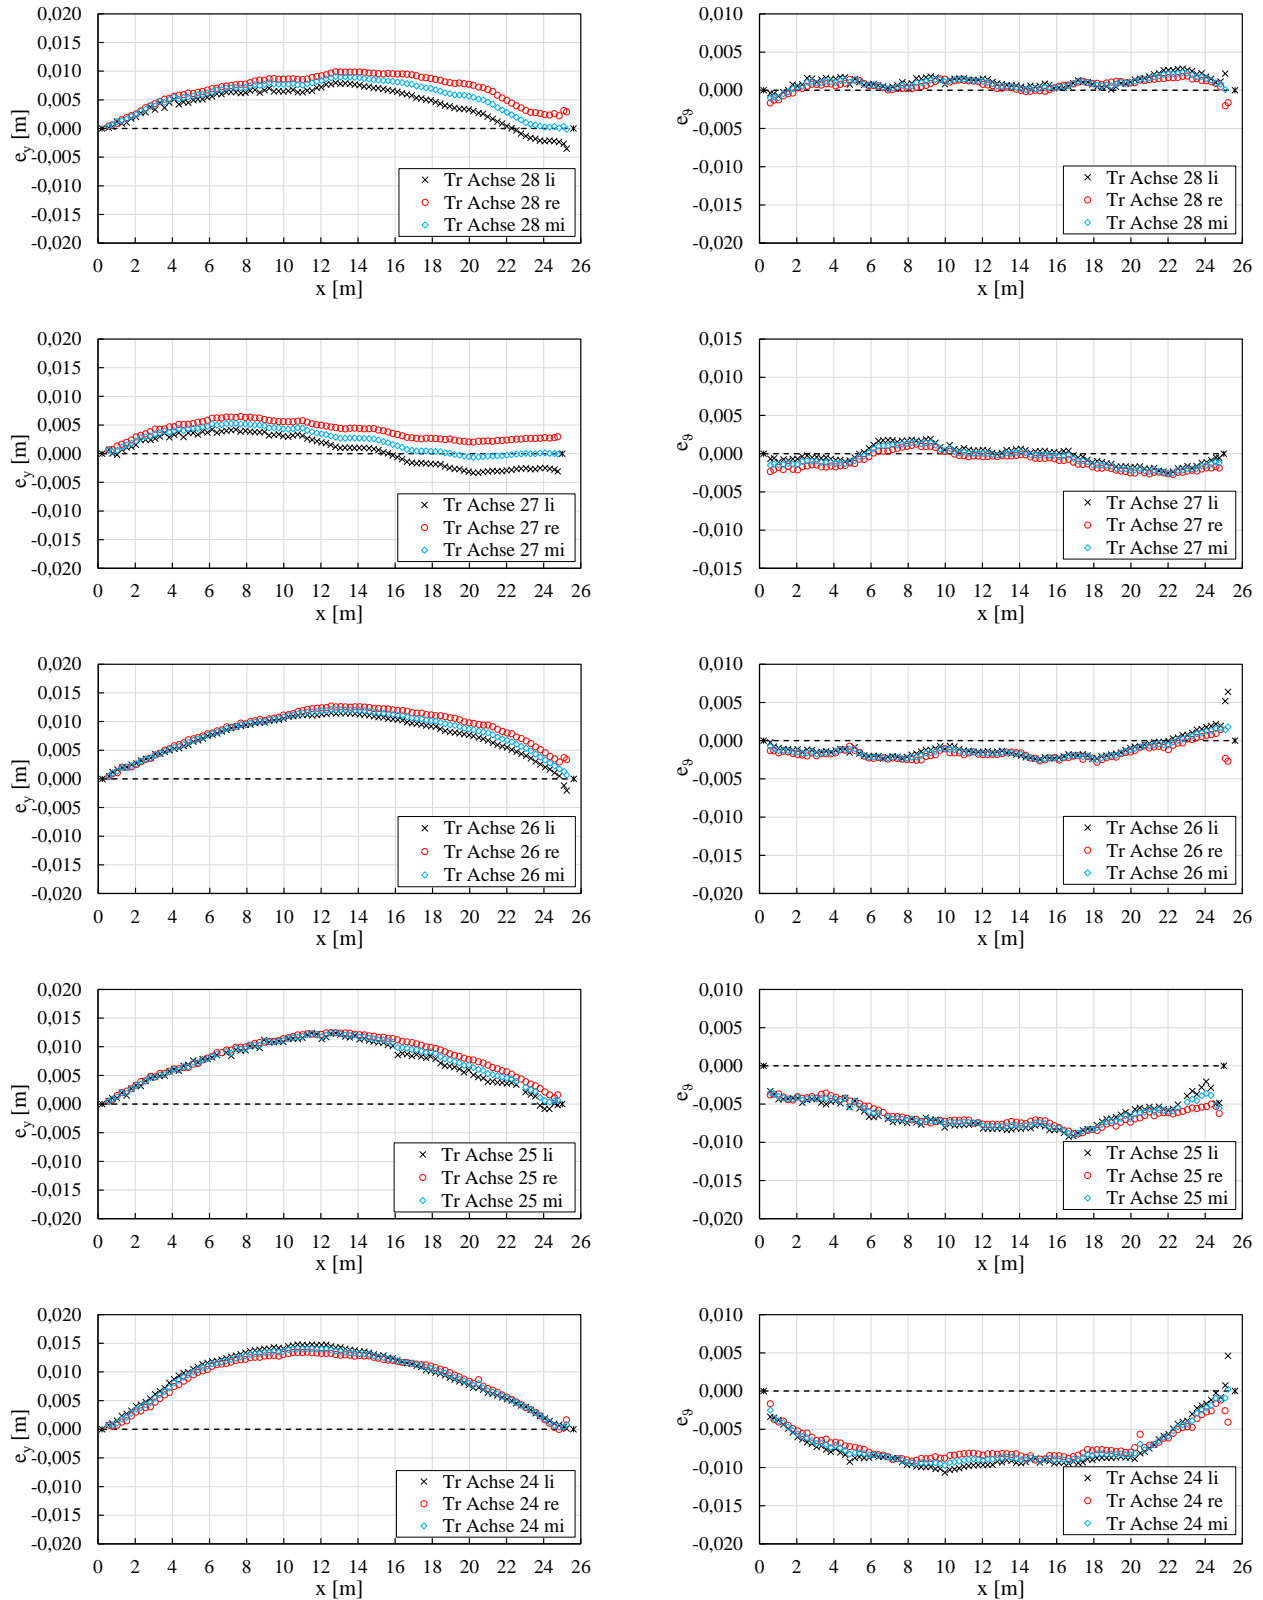 0,020
0,015
0,010
0,005
0,000
-0,005
-0,010
-0,015
-0,020
e_y [m]
0 2 4 6 8 10 12 14 16 18 20 22 24 26
x [m]
Tr Achse 28 li
Tr Achse 28 re
Tr Achse 28 mi
0,010
0,005
0,000
-0,005
-0,010
-0,015
-0,020
e_ϑ
0 2 4 6 8 10 12 14 16 18 20 22 24 26
x [m]
Tr Achse 28 li
Tr Achse 28 re
Tr Achse 28 mi
0,020
0,015
0,010
0,005
0,000
-0,005
-0,010
-0,015
-0,020
e_y [m]
0 2 4 6 8 10 12 14 16 18 20 22 24 26
x [m]
Tr Achse 27 li
Tr Achse 27 re
Tr Achse 27 mi
0,015
0,010
0,005
0,000
-0,005
-0,010
-0,015
e_ϑ
0 2 4 6 8 10 12 14 16 18 20 22 24 26
x [m]
Tr Achse 27 li
Tr Achse 27 re
Tr Achse 27 mi
0,020
0,015
0,010
0,005
0,000
-0,005
-0,010
-0,015
-0,020
e_y [m]
0 2 4 6 8 10 12 14 16 18 20 22 24 26
x [m]
Tr Achse 26 li
Tr Achse 26 re
Tr Achse 26 mi
0,010
0,005
0,000
-0,005
-0,010
-0,015
-0,020
e_ϑ
0 2 4 6 8 10 12 14 16 18 20 22 24 26
x [m]
Tr Achse 26 li
Tr Achse 26 re
Tr Achse 26 mi
0,020
0,015
0,010
0,005
0,000
-0,005
-0,010
-0,015
-0,020
e_y [m]
0 2 4 6 8 10 12 14 16 18 20 22 24 26
x [m]
Tr Achse 25 li
Tr Achse 25 re
Tr Achse 25 mi
0,010
0,005
0,000
-0,005
-0,010
-0,015
-0,020
e_ϑ
0 2 4 6 8 10 12 14 16 18 20 22 24 26
x [m]
Tr Achse 25 li
Tr Achse 25 re
Tr Achse 25 mi
0,020
0,015
0,010
0,005
0,000
-0,005
-0,010
-0,015
-0,020
e_y [m]
0 2 4 6 8 10 12 14 16 18 20 22 24 26
x [m]
Tr Achse 24 li
Tr Achse 24 re
Tr Achse 24 mi
0,010
0,005
0,000
-0,005
-0,010
-0,015
-0,020
e_ϑ
0 2 4 6 8 10 12 14 16 18 20 22 24 26
x [m]
Tr Achse 24 li
Tr Achse 24 re
Tr Achse 24 mi